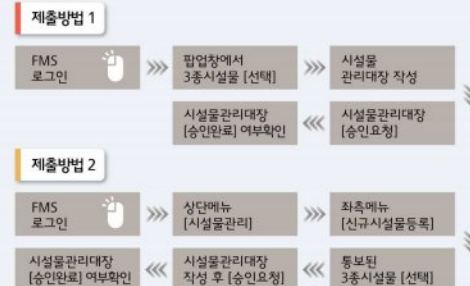 제출방법 1
FMS
로그인
팝업창에서
3종시설물 [선택]
시설물
관리대장 작성
시설물관리대장
[승인요청]
시설물관리대장
[승인완료] 여부확인
제출방법 2
FMS
로그인
상단메뉴
[시설물관리]
좌측메뉴
[신규시설물등록]
통보된
3종시설물 [선택]
시설물관리대장
작성 후 [승인요청]
시설물관리대장
[승인완료] 여부확인